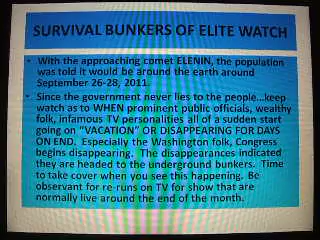 SURVIVAL BUNKERS OF ELITE WATCH
• With the approaching comet ELENIN, the population
was told it would be around the earth around
September 26-28, 2011.
• Since the government never lies to the people...keep
watch as to WHEN prominent public officials, wealthy
folk, infamous TV personalities all of a sudden start
going on "VACATION" OR DISAPPEARING FOR DAYS
ON END. Especially the Washington folk, Congress
begins disappearing. The disappearances indicated
they are headed to the underground bunkers. Time
to take cover when you see this happening. Be
observant for re-runs on TV for show that are
normally live around the end of the month.